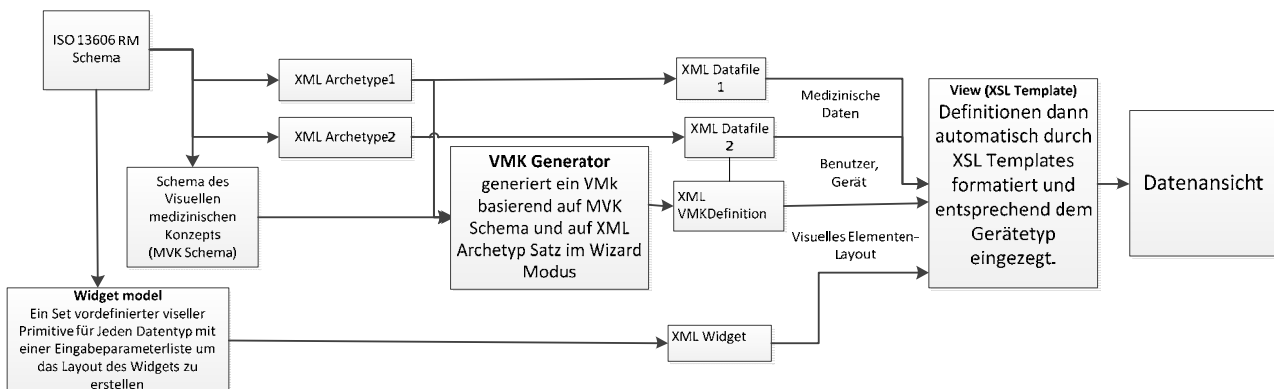 ISO 13606 RM
Schema
XML Archetype1
XML Archetype2
Schema des
Visuellen
medizinischen
Konzepts
(MVK Schema)
Widget model
Ein Set vordefinierter viseller
Primitive für Jeden Datentyp mit
einer Eingabeparameterliste um
das Layout des Widgets zu
erstellen
VMK Generator
generiert ein VMk
basierend auf MVK
Schema und auf XML
Archetyp Satz im Wizard
Modus
XML Datafile
1
XML Datafile
2
XML
VMKDefinition
XML Widget
Medizinische
Daten
Benutzer,
Gerät
Visuelles Elementen-
Layout
View (XSL Template)
Definitionen dann
automatisch durch
XSL Templates
formatiert und
entsprechend dem
Gerätetyp
eingezegt.
Datenansicht